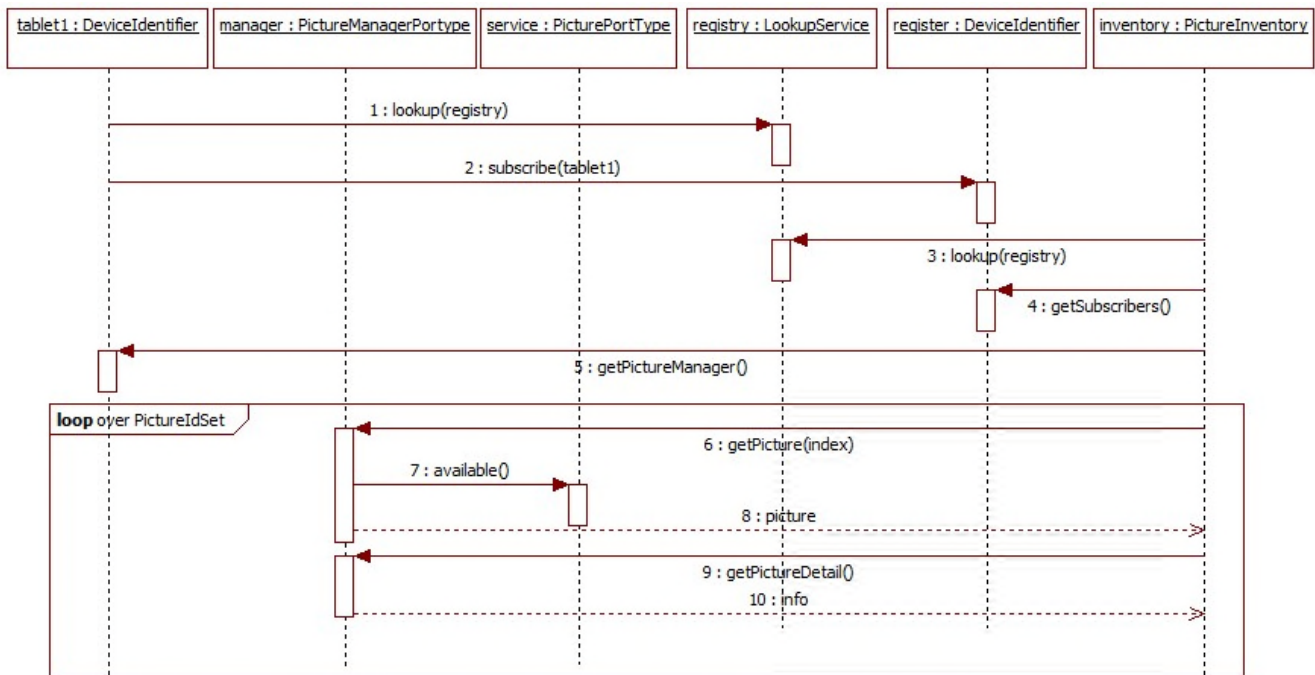 tablet1 : DeviceIdentifier
manager : PictureManagerPortype
service : PicturePortType
registry : LookupService
register : DeviceIdentifier
inventory : PictureInventory
1 : lookup(registry)
2 : subscribe(tablet1)
3 : lookup(registry)
4 : getSubscribers()
5 : getPictureManager()
loop over PictureIdSet
6 : getPicture(index)
7 : available()
8 : picture
9 : getPictureDetail()
10 : info